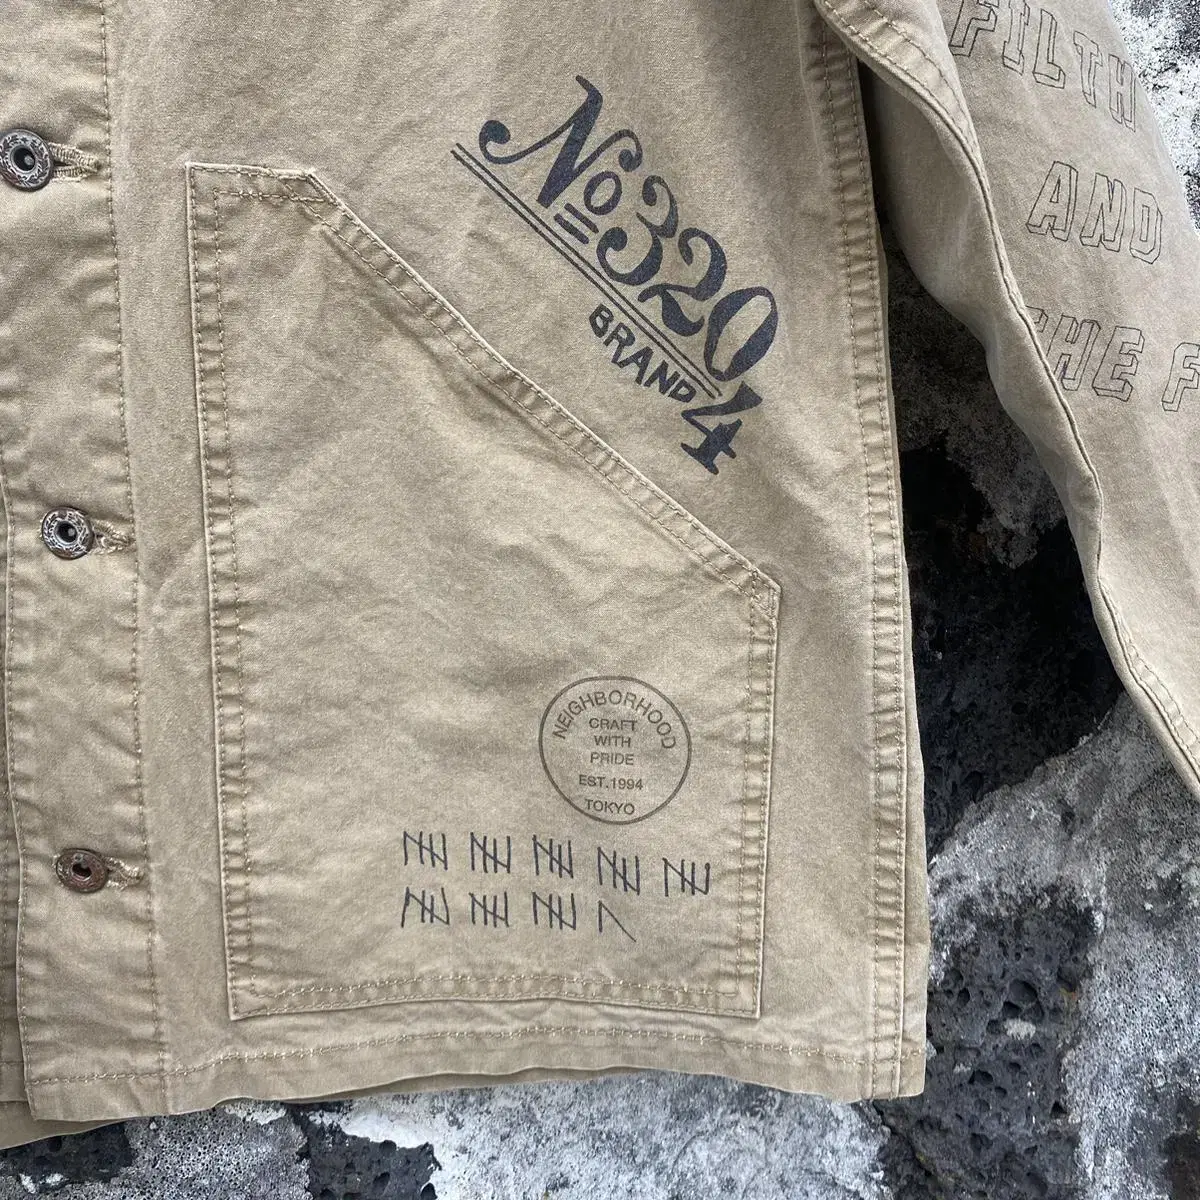 Nº320
BRAND
4
NEIGHBORHOOD
CRAFT
WITH
PRIDE
EST.1994
TOKYO
FILTH
AND
THE F